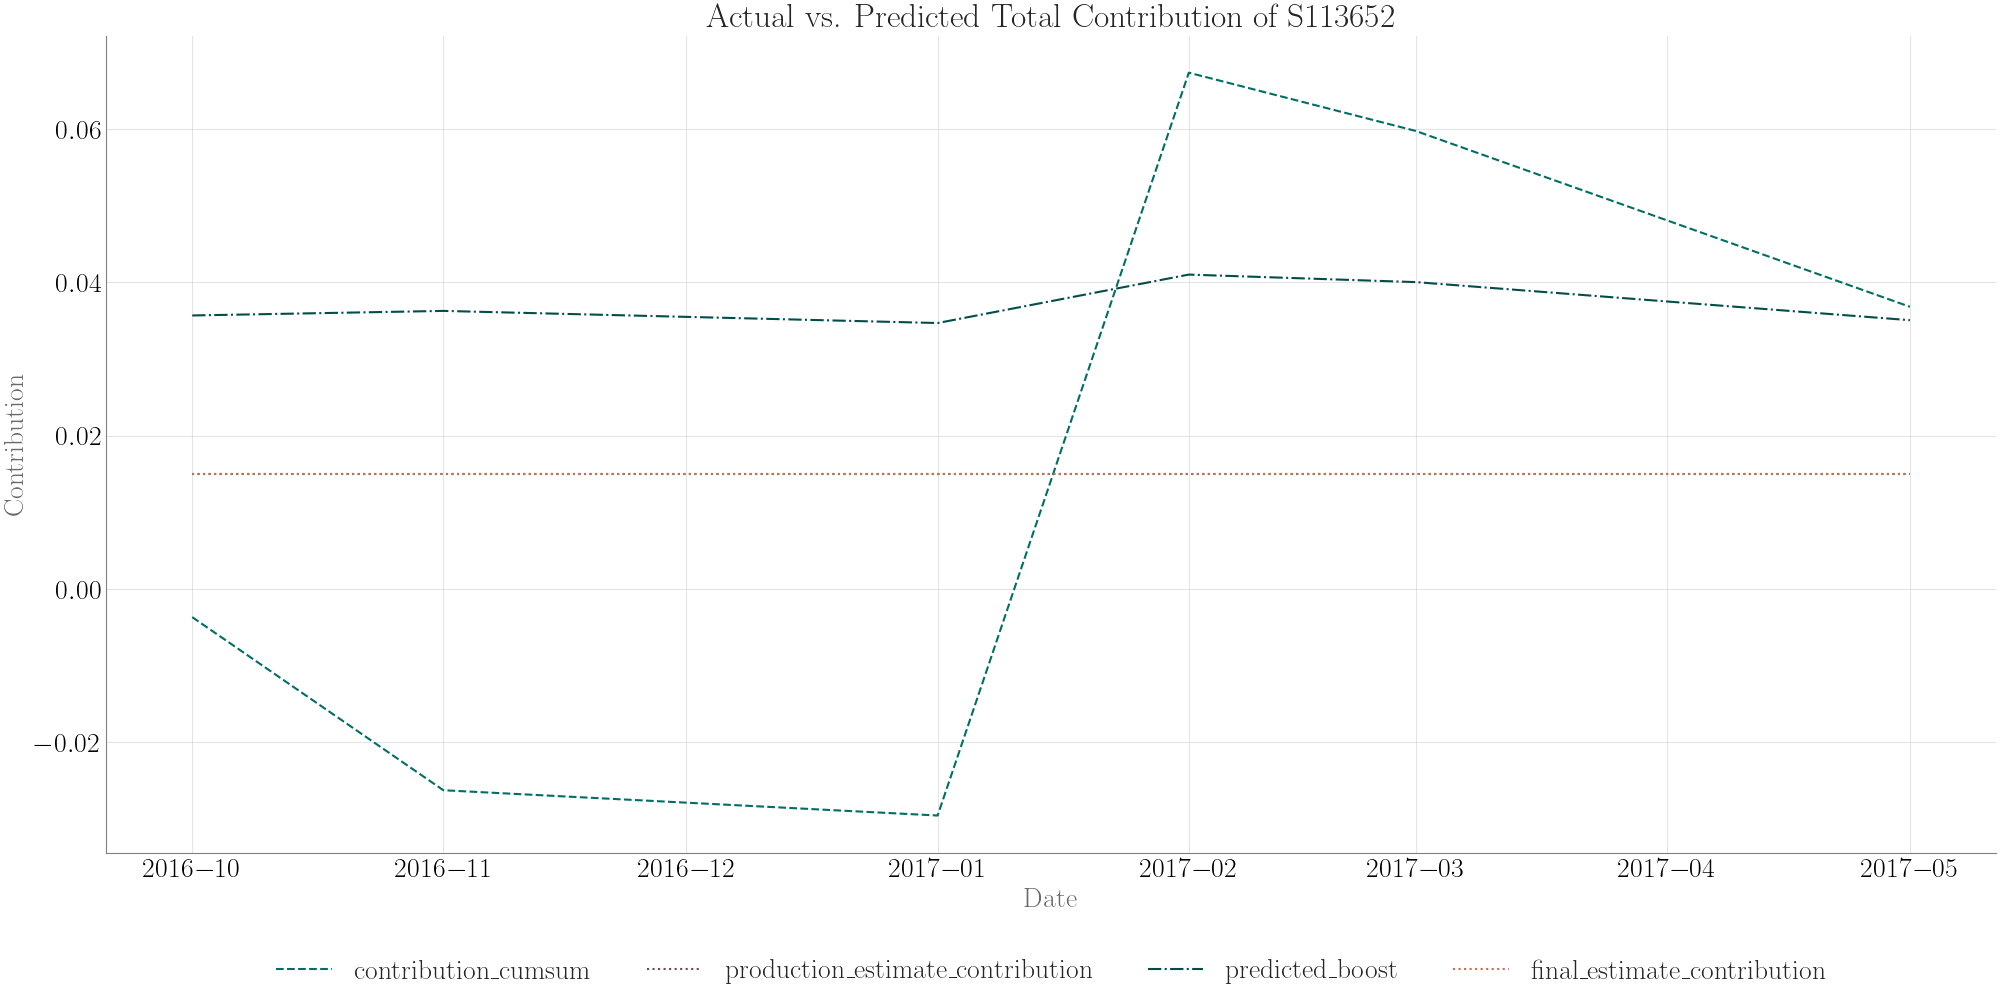 Actual vs. Predicted Total Contribution of S113652
0.06
0.04
0.02
0.00
−0.02
Contribution
2016−10 2016−11 2016−12 2017−01 2017−02 2017−03 2017−04 2017−05
Date
contribution_cumsum production_estimate_contribution predicted_boost final_estimate_contribution